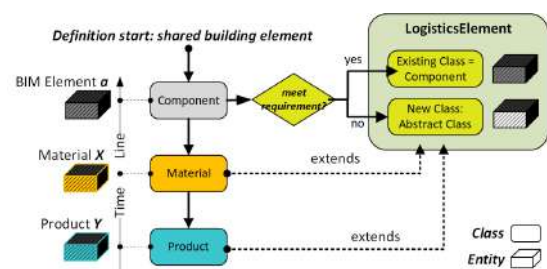 Definition start: shared building element
LogisticsElement
BIM Element a
Component
meet
requirement?
yes
no
Existing Class =
Component
New Class:
Abstract Class
Line
Time
Material X
Material
extends
Product Y
Product
extends
Class
Entity